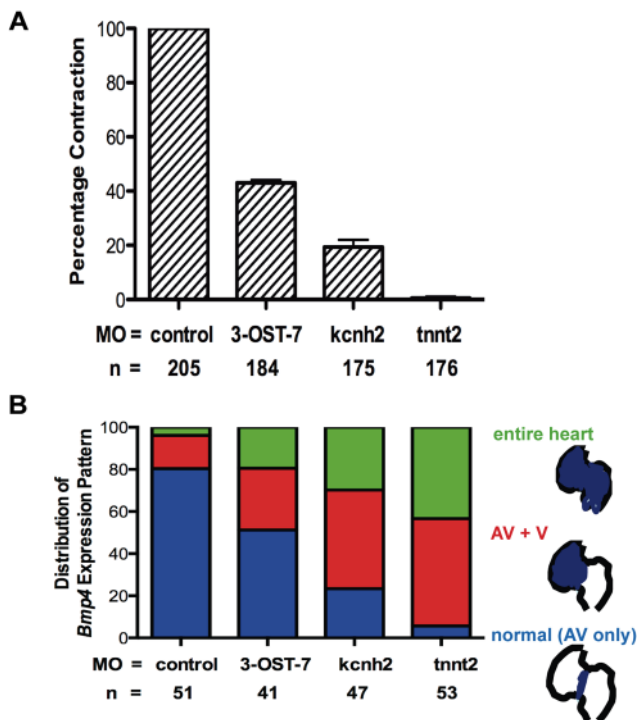 A
Percentage Contraction
100
80
60
40
20
0
MO = control 3-OST-7 kcnh2 tnnt2
n = 205 184 175 176
B
Distribution of
Bmp4 Expression Pattern
100
80
60
40
20
0
MO = control 3-OST-7 kcnh2 tnnt2
n = 51 41 47 53
entire heart
AV + V
normal (AV only)